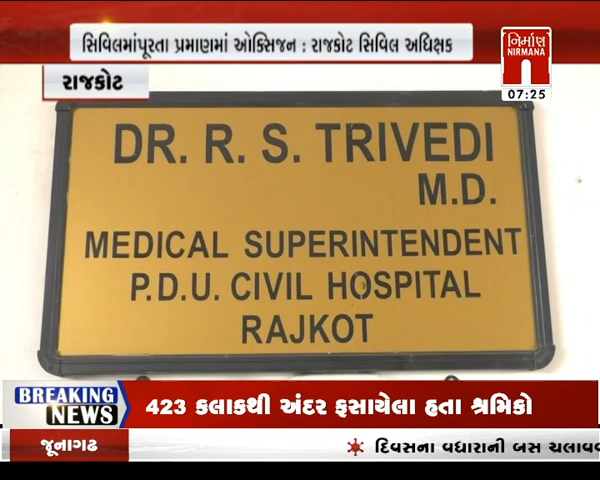 સિવિલમાંપૂરતા પ્રમાણમાં ઓક્સિજન : રાજકોટ સિવિલ અધિક્ષક
રાજકોટ
નિર્માણ
NIRMANA
07:25
DR. R. S. TRIVEDI
M.D.
MEDICAL SUPERINTENDENT
P.D.U. CIVIL HOSPITAL
RAJKOT
BREAKING NEWS
423 કલાકથી અંદર ફસાયેલા હતા શ્રમિકો
જૂનાગઢ
દિવસના વધારાની બસ ચલાવવ